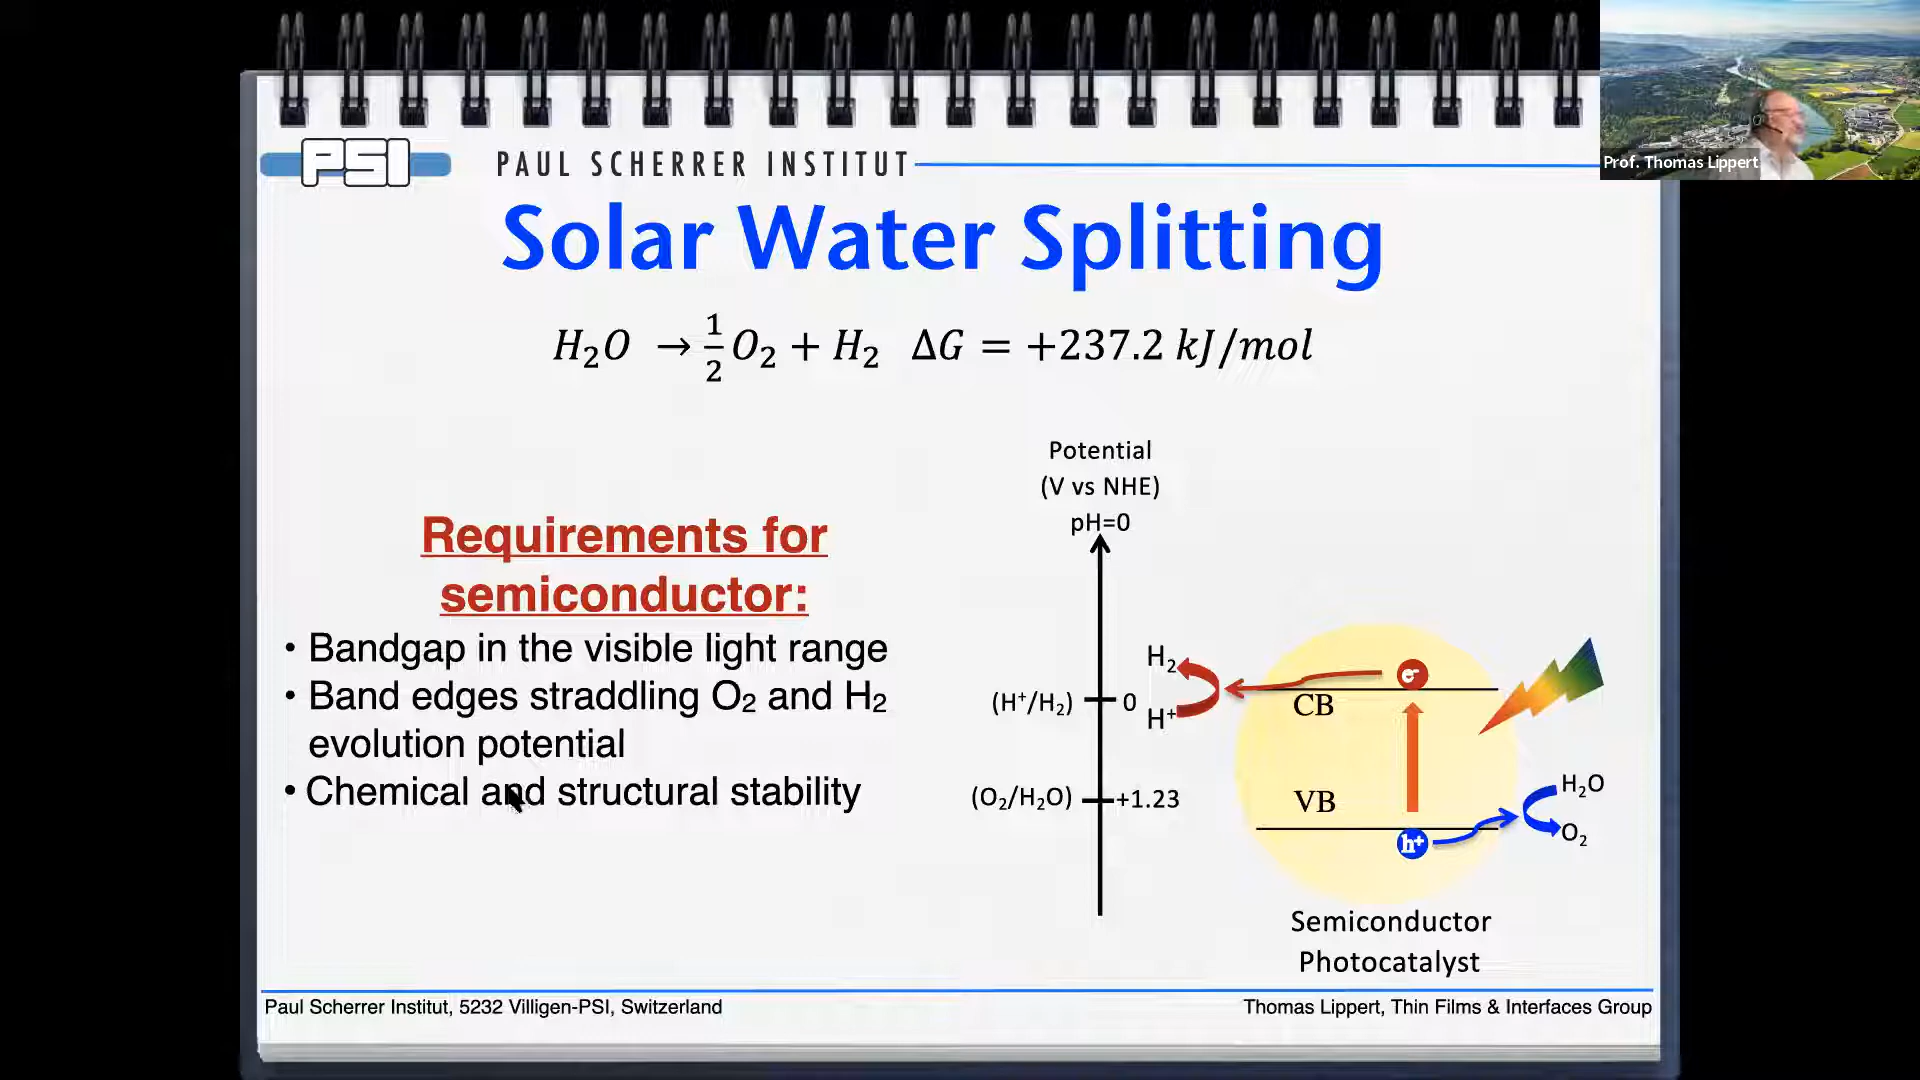 Prof. Thomas Lippert
PSI
PAUL SCHERRER INSTITUT
Solar Water Splitting
H₂O → ½ O₂ + H₂ ΔG = +237.2 kJ/mol
Requirements for
semiconductor:
• Bandgap in the visible light range
• Band edges straddling O₂ and H₂
evolution potential
• Chemical and structural stability
Potential
(V vs NHE)
pH=0
(H⁺/H₂)
0
(O₂/H₂O)
+1.23
H₂
H⁺
e⁻
CB
VB
h⁺
H₂O
O₂
Semiconductor
Photocatalyst
Paul Scherrer Institut, 5232 Villigen-PSI, Switzerland
Thomas Lippert, Thin Films & Interfaces Group